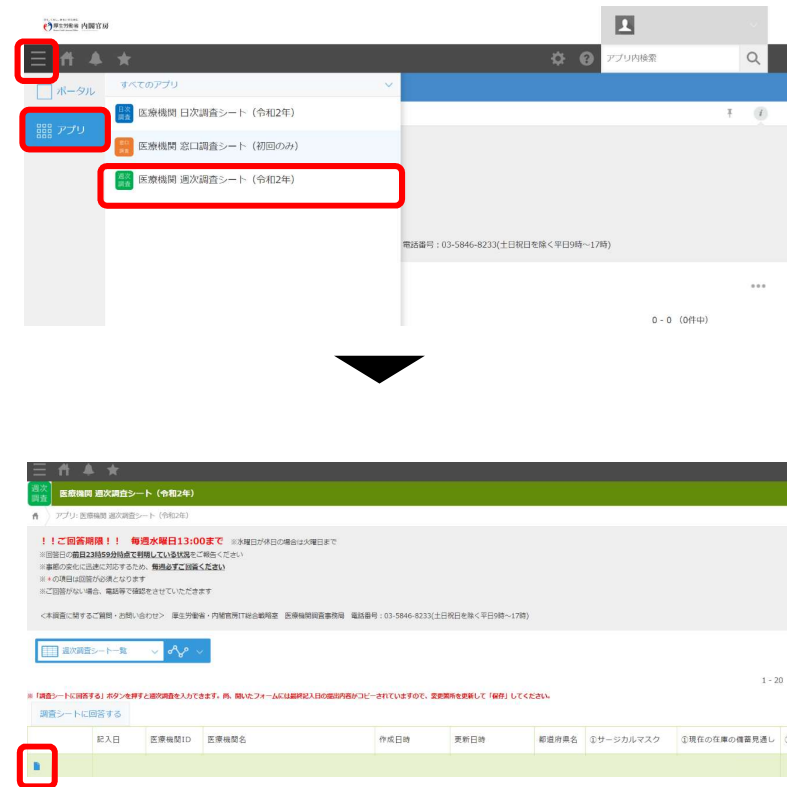 厚生労働省 内閣官房
アプリ内検索
ポータル
アプリ
すべてのアプリ
日次
調査
医療機関 日次調査シート（令和2年）
窓口
調査
医療機関 窓口調査シート（初回のみ）
週次
調査
医療機関 週次調査シート（令和2年）
電話番号：03-5846-8233(土日祝日を除く平日9時～17時)
0 - 0 （0件中）
週次
調査
医療機関 週次調査シート（令和2年）
アプリ: 医療機関 週次調査シート（令和2年）
！！ご回答期限！！　毎週水曜日13:00まで ※水曜日が休日の場合は火曜日まで
※回答日の前日23時59分時点で判明している状況をご報告ください
※事態の変化に迅速に対応するため、毎週必ずご回答ください
※＊の項目は回答が必須となります
※ご回答がない場合、電話等で確認をさせていただきます
＜本調査に関するご質問・お問い合わせ＞ 厚生労働省・内閣官房IT総合戦略室 医療機関調査事務局 電話番号：03-5846-8233(土日祝日を除く平日9時～17時)
週次調査シート一覧
1 - 20
※「調査シートに回答する」ボタンを押すと週次調査を入力できます。尚、開いたフォームには最終記入日の提出内容がコピーされていますので、変更箇所を更新して「保存」してください。
調査シートに回答する
記入日 医療機関ID 医療機関名 作成日時 更新日時 都道府県名 ①サージカルマスク ①現在の在庫の備蓄見通し